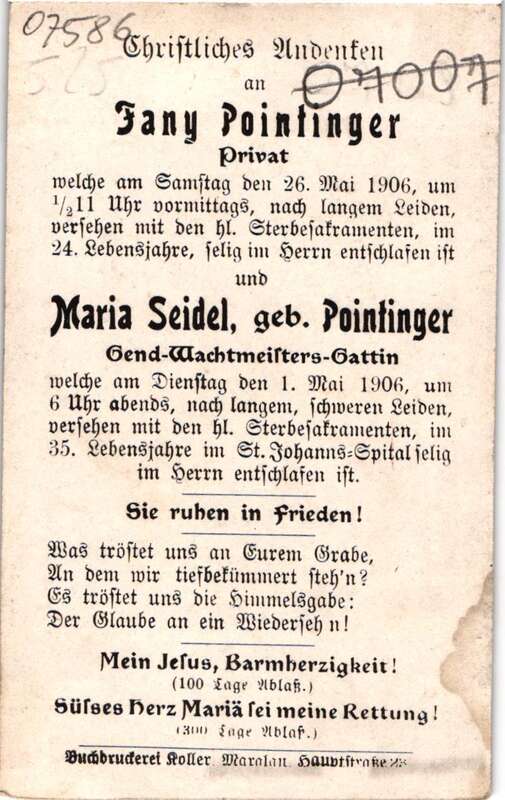 07586
Christliches Andenken
an
07007
Fany Pointinger
Privat
welche am Samstag den 26. Mai 1906, um
1/2 11 Uhr vormittags, nach langem Leiden,
versehen mit den hl. Sterbesakramenten, im
24. Lebensjahre, selig im Herrn entschlafen ist
und
Maria Seidel, geb. Pointinger
Gend-Wachtmeisters-Gattin
welche am Dienstag den 1. Mai 1906, um
6 Uhr abends, nach langem, schweren Leiden,
versehen mit den hl. Sterbesakramenten, im
35. Lebensjahre im St. Johanns-Spital selig
im Herrn entschlafen ist.
Sie ruhen in Frieden!
Was tröstet uns an Eurem Grabe,
An dem wir tiefbekümmert steh'n?
Es tröstet uns die Himmelsgabe:
Der Glaube an ein Wiederseh n!
Mein Jesus, Barmherzigkeit!
(100 Tage Ablaß.)
Süßes Herz Mariä sei meine Rettung!
(300 Tage Ablaß.)
Buchdruckerei Koller, Hauptstraße